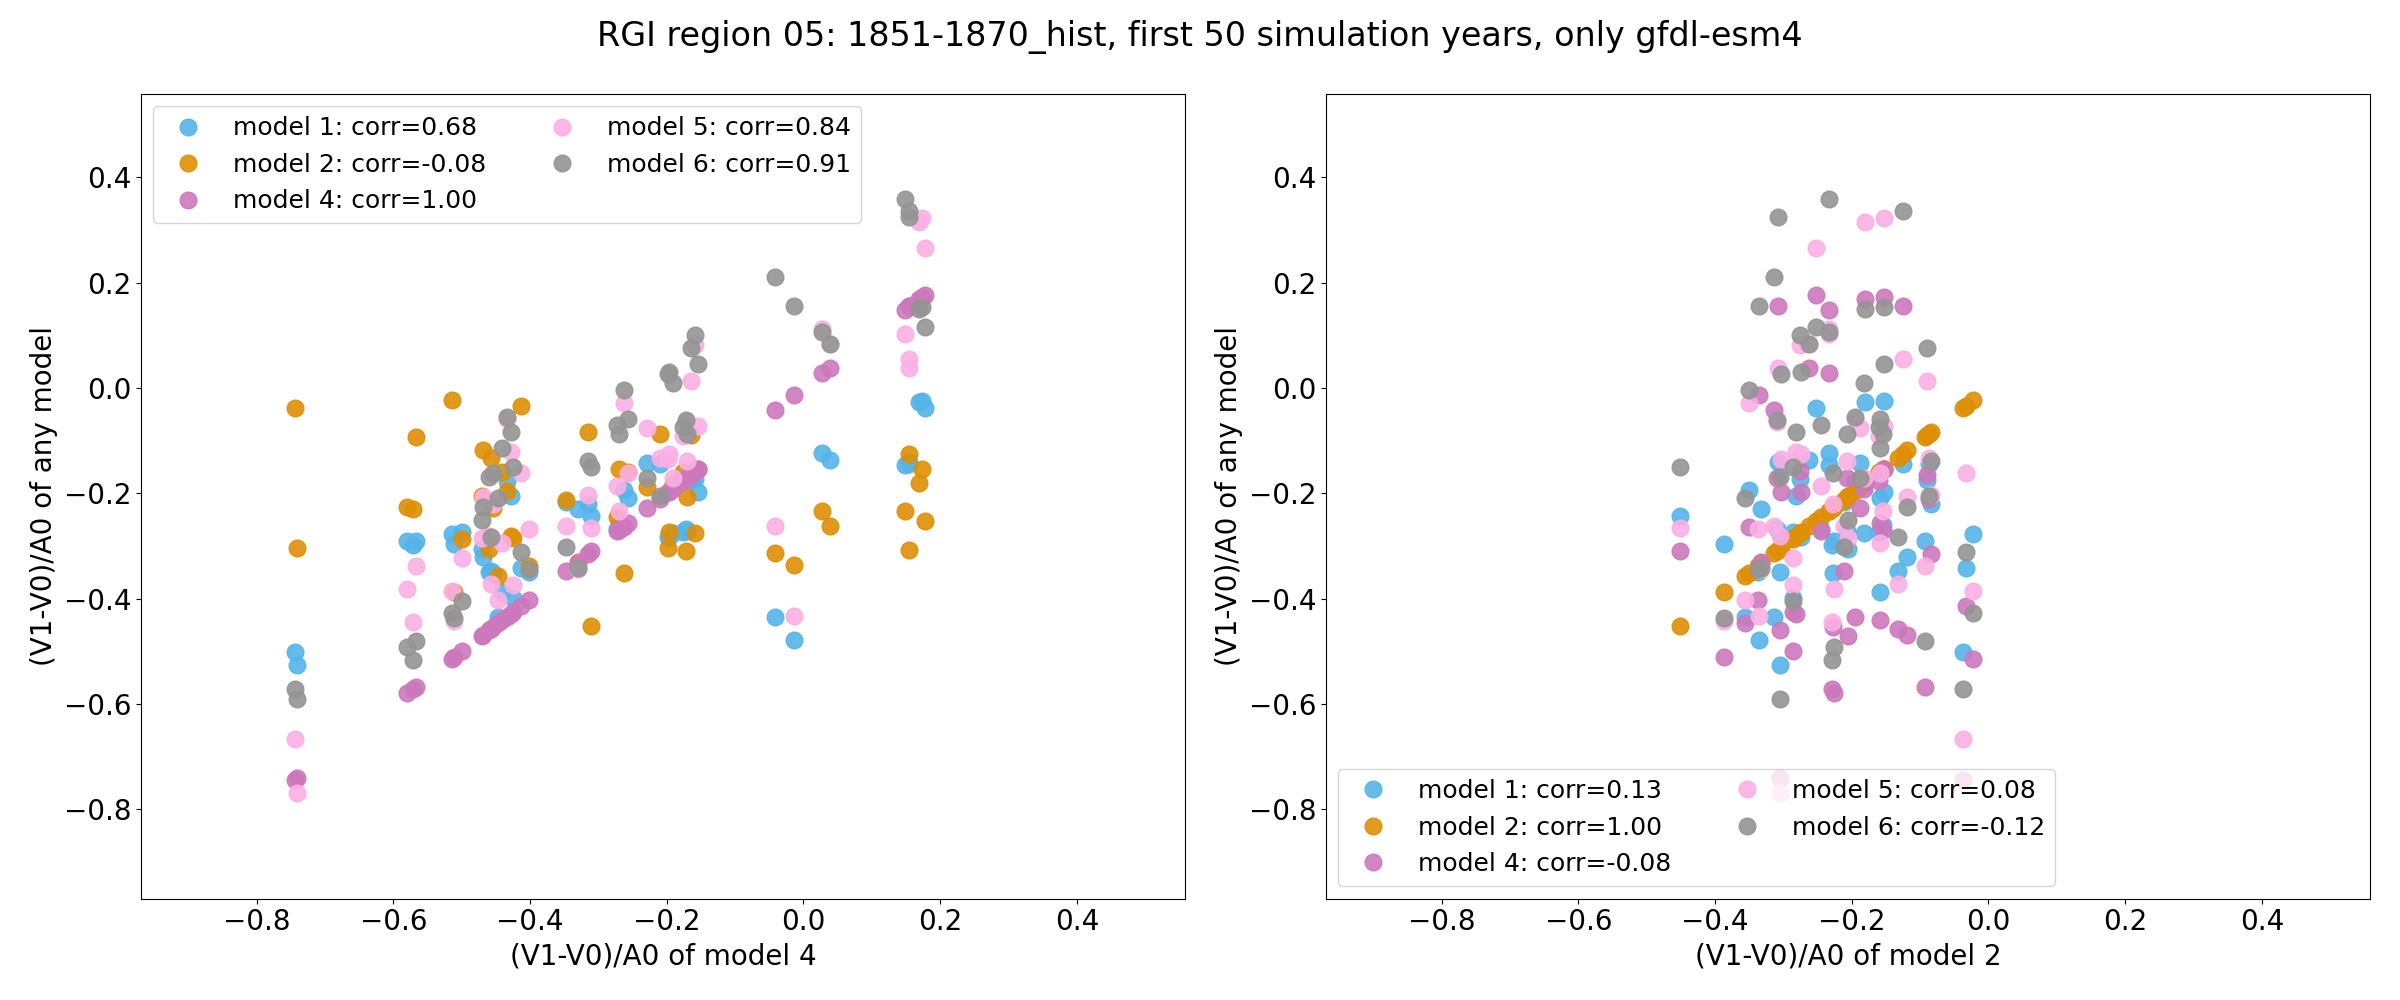 RGI region 05: 1851-1870_hist, first 50 simulation years, only gfdl-esm4
model 1: corr=0.68
model 2: corr=-0.08
model 4: corr=1.00
model 5: corr=0.84
model 6: corr=0.91
0.4
0.2
0.0
−0.2
−0.4
−0.6
−0.8
(V1-V0)/A0 of any model
−0.8
−0.6
−0.4
−0.2
0.0
0.2
0.4
(V1-V0)/A0 of model 4
0.4
0.2
0.0
−0.2
−0.4
−0.6
−0.8
(V1-V0)/A0 of any model
model 1: corr=0.13
model 2: corr=1.00
model 4: corr=-0.08
model 5: corr=0.08
model 6: corr=-0.12
−0.8
−0.6
−0.4
−0.2
0.0
0.2
0.4
(V1-V0)/A0 of model 2